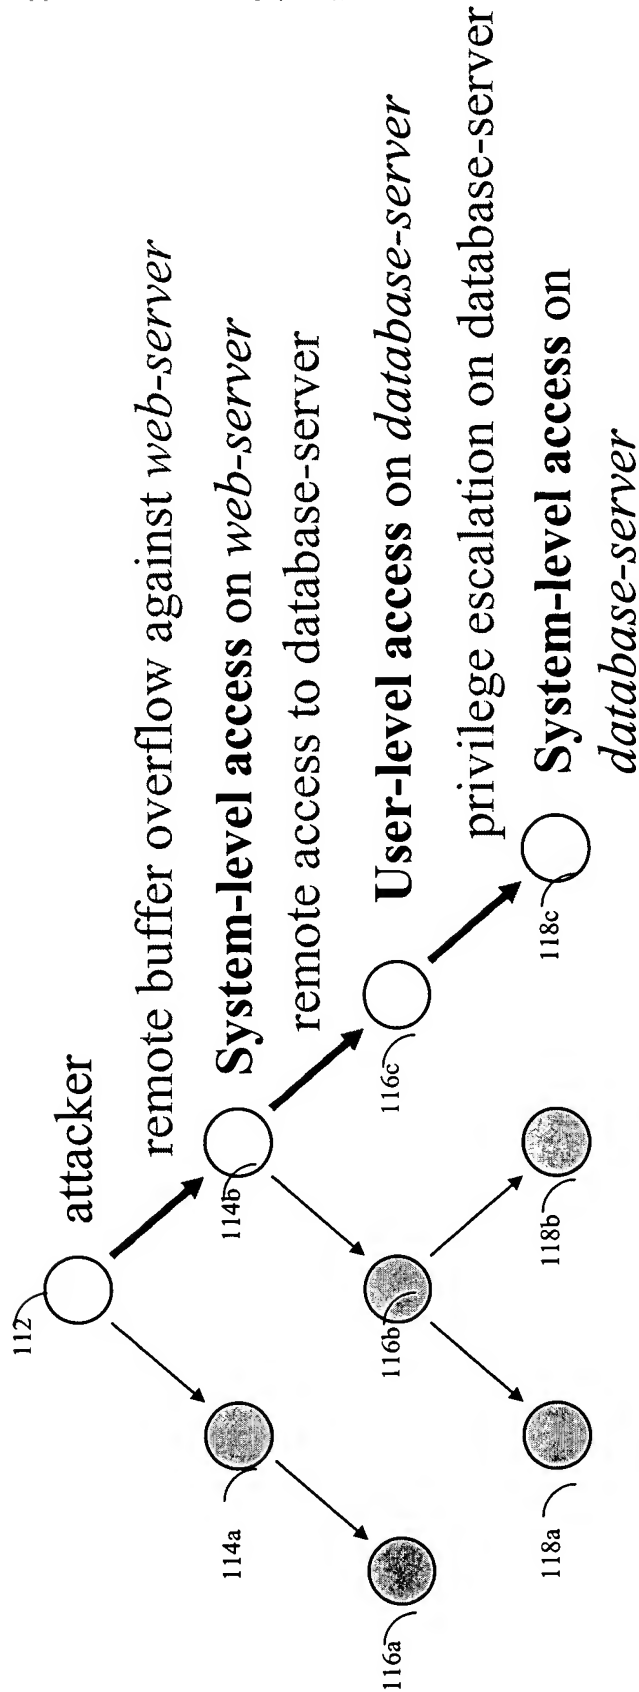 112
attacker
remote buffer overflow against web-server
114a
114b
System-level access on web-server
remote access to database-server
116a
116b
116c
User-level access on database-server
privilege escalation on database-server
118a
118b
118c
System-level access on
database-server